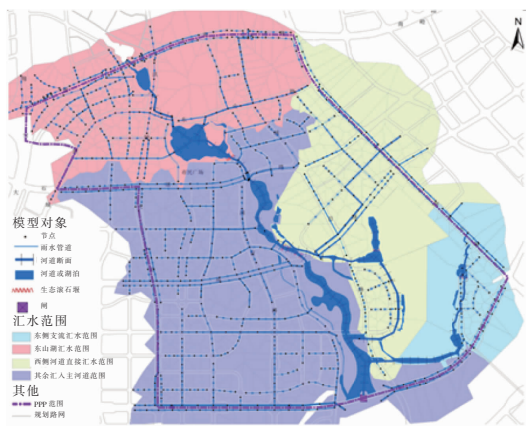 N
模型对象
节点
雨水管道
河道断面
河道或湖泊
生态滚石堰
闸
汇水范围
东侧支流汇水范围
东山湖汇水范围
西侧河道直接汇水范围
其余汇入主河道范围
其他
PPP 范围
规划路网